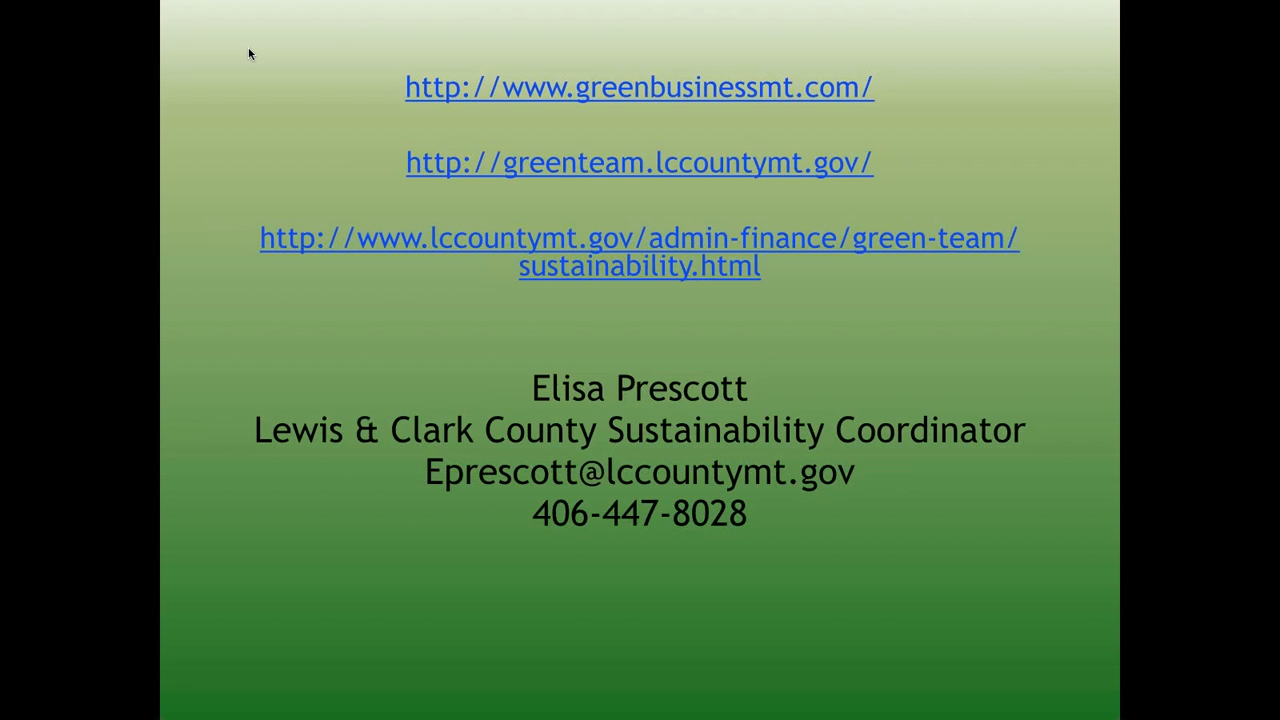 http://www.greenbusinessmt.com/
http://greenteam.lccountymt.gov/
http://www.lccountymt.gov/admin-finance/green-team/
sustainability.html
Elisa Prescott
Lewis & Clark County Sustainability Coordinator
Eprescott@lccountymt.gov
406-447-8028